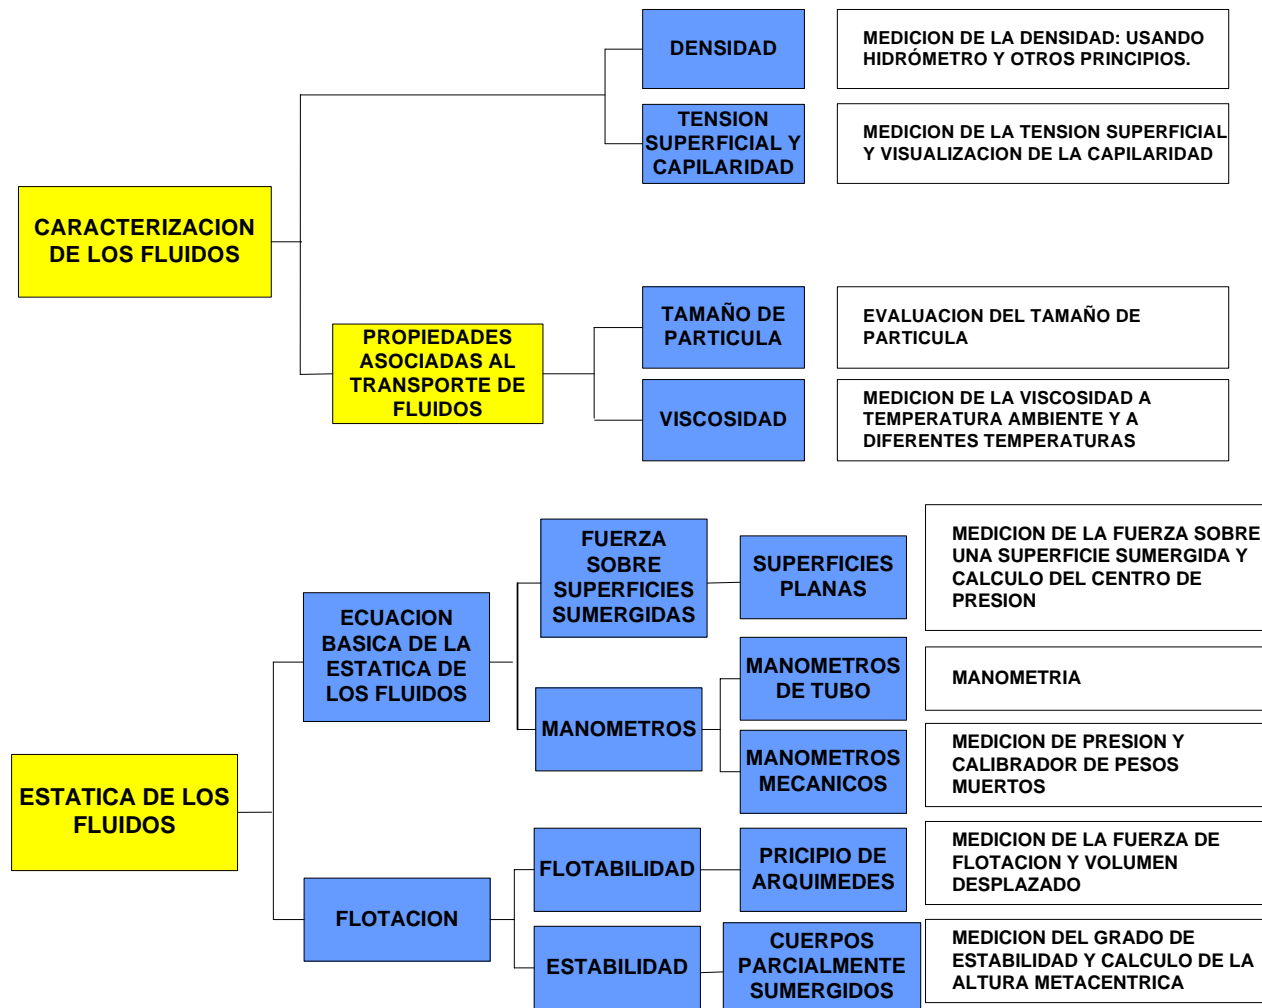 DENSIDAD
MEDICION DE LA DENSIDAD: USANDO
HIDRÓMETRO Y OTROS PRINCIPIOS.
TENSION
SUPERFICIAL Y
CAPILARIDAD
MEDICION DE LA TENSION SUPERFICIAL
Y VISUALIZACION DE LA CAPILARIDAD
CARACTERIZACION
DE LOS FLUIDOS
PROPIEDADES
ASOCIADAS AL
TRANSPORTE DE
FLUIDOS
TAMAÑO DE
PARTICULA
EVALUACION DEL TAMAÑO DE
PARTICULA
VISCOSIDAD
MEDICION DE LA VISCOSIDAD A
TEMPERATURA AMBIENTE Y A
DIFERENTES TEMPERATURAS
ESTATICA DE LOS
FLUIDOS
ECUACION
BASICA DE LA
ESTATICA DE
LOS FLUIDOS
FUERZA
SOBRE
SUPERFICIES
SUMERGIDAS
SUPERFICIES
PLANAS
MEDICION DE LA FUERZA SOBRE
UNA SUPERFICIE SUMERGIDA Y
CALCULO DEL CENTRO DE
PRESION
MANOMETROS
MANOMETROS
DE TUBO
MANOMETRIA
MANOMETROS
MECANICOS
MEDICION DE PRESION Y
CALIBRADOR DE PESOS
MUERTOS
FLOTACION
FLOTABILIDAD
PRICIPIO DE
ARQUIMEDES
MEDICION DE LA FUERZA DE
FLOTACION Y VOLUMEN
DESPLAZADO
ESTABILIDAD
CUERPOS
PARCIALMENTE
SUMERGIDOS
MEDICION DEL GRADO DE
ESTABILIDAD Y CALCULO DE LA
ALTURA METACENTRICA